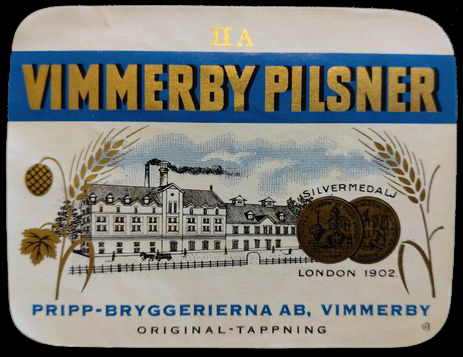 II A
VIMMERBY PILSNER
SILVERMEDALJ
LONDON 1902
PRIPP-BRYGGERIERNA AB, VIMMERBY
ORIGINAL-TAPPNING